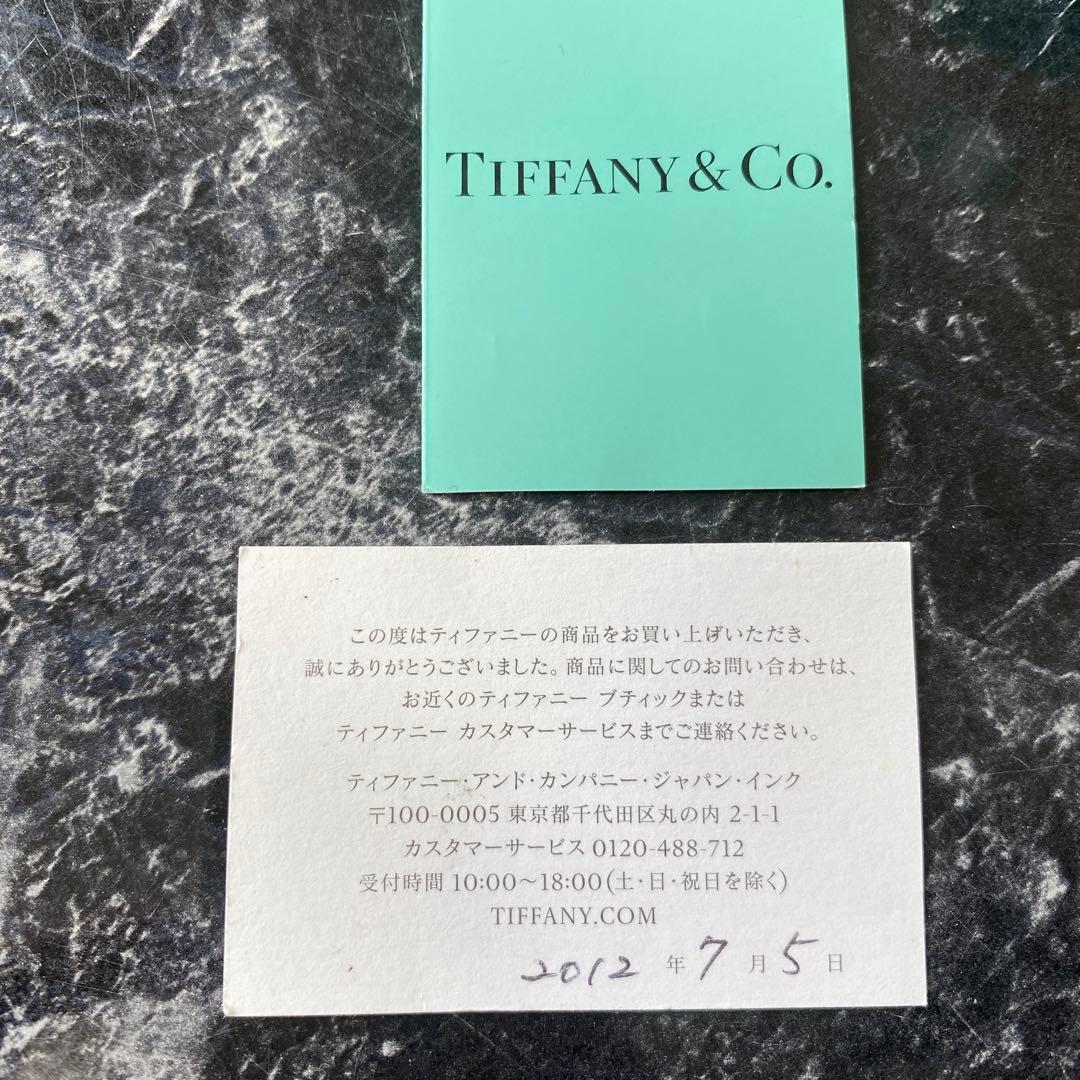 TIFFANY & CO.
この度はティファニーの商品をお買い上げいただき、
誠にありがとうございました。商品に関してのお問い合わせは、
お近くのティファニー ブティックまたは
ティファニー カスタマーサービスまでご連絡ください。
ティファニー・アンド・カンパニー・ジャパン・インク
〒100-0005 東京都千代田区丸の内 2-1-1
カスタマーサービス 0120-488-712
受付時間 10:00～18:00(土・日・祝日を除く)
TIFFANY.COM
2012 年 7 月 5 日